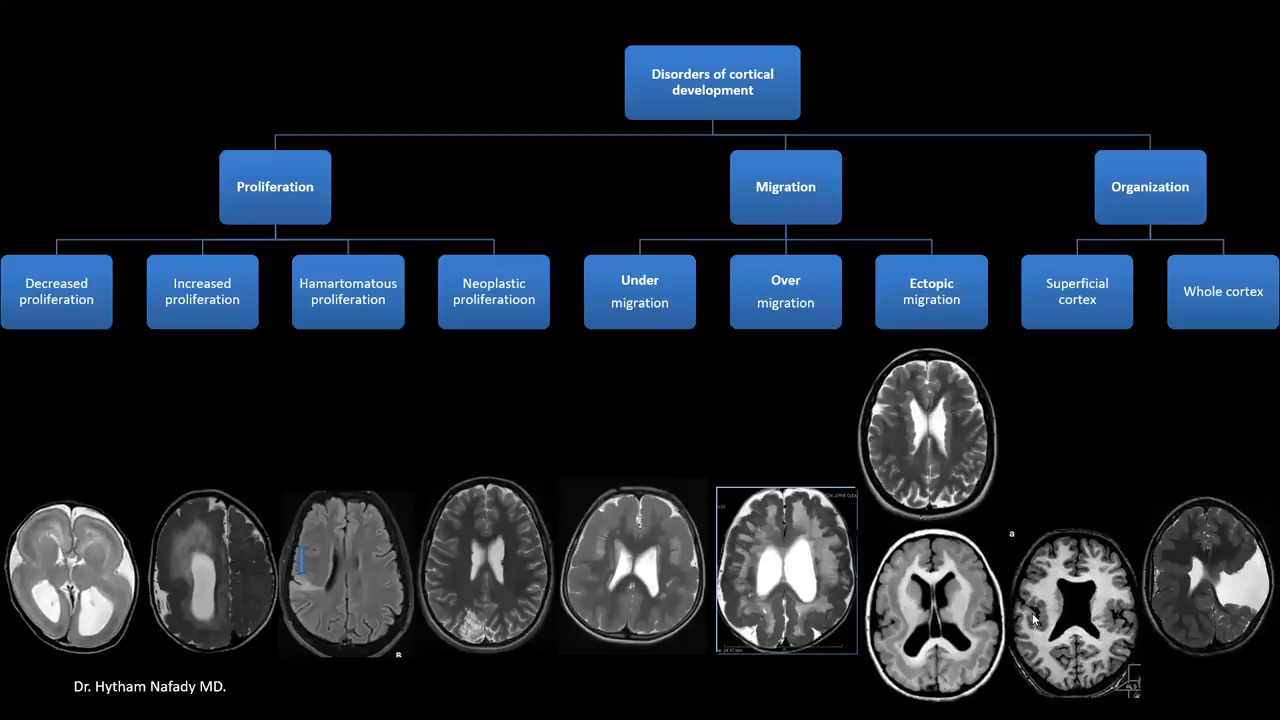 Disorders of cortical
development
Proliferation
Migration
Organization
Decreased
proliferation
Increased
proliferation
Hamartomatous
proliferation
Neoplastic
proliferatioon
Under
migration
Over
migration
Ectopic
migration
Superficial
cortex
Whole cortex
a
B
Dr. Hytham Nafady MD.